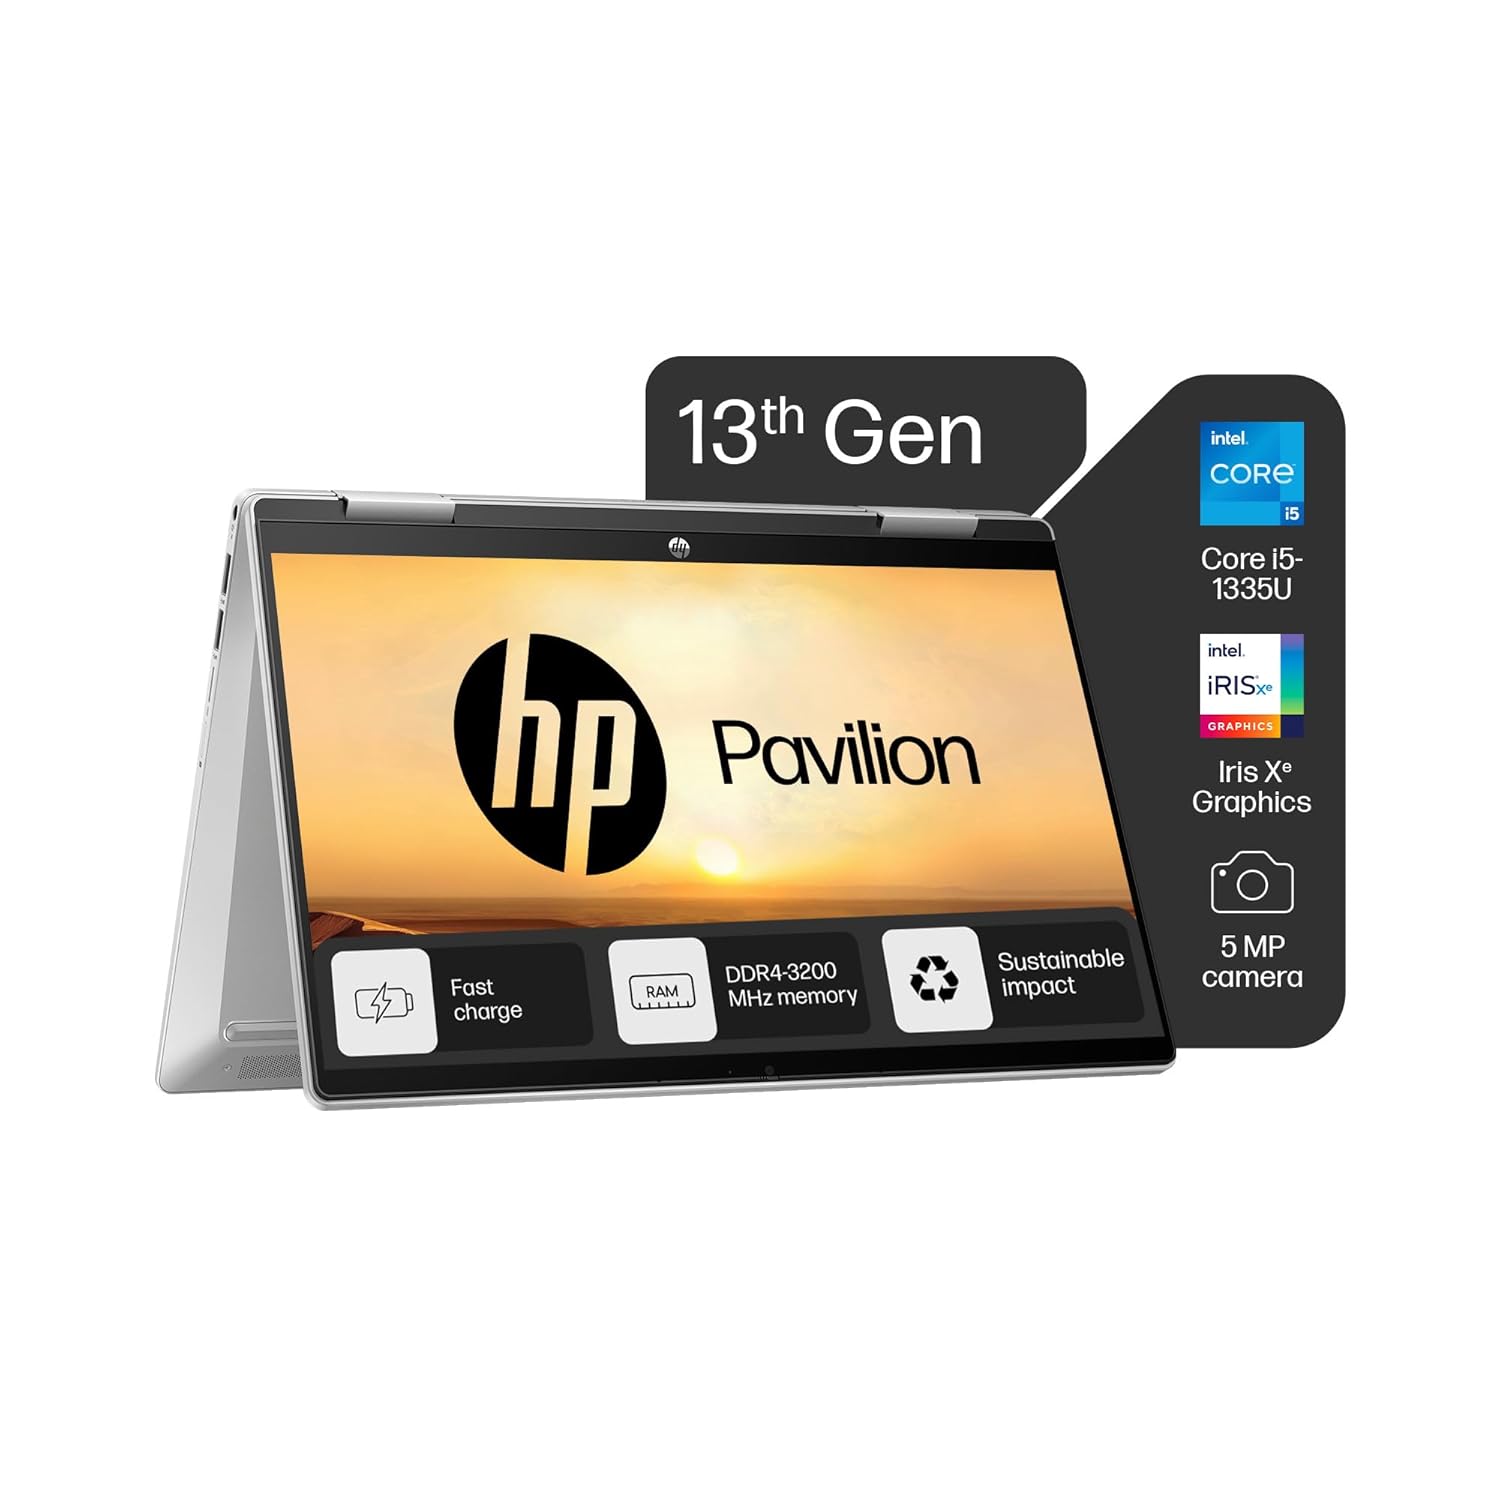 13th Gen
intel.
CORe
i5
Core i5-
1335U
intel.
iRISxe
GRAPHICS
Iris Xe
Graphics
5 MP
camera
hp
hp
Pavilion
Fast
charge
RAM
DDR4-3200
MHz memory
Sustainable
impact